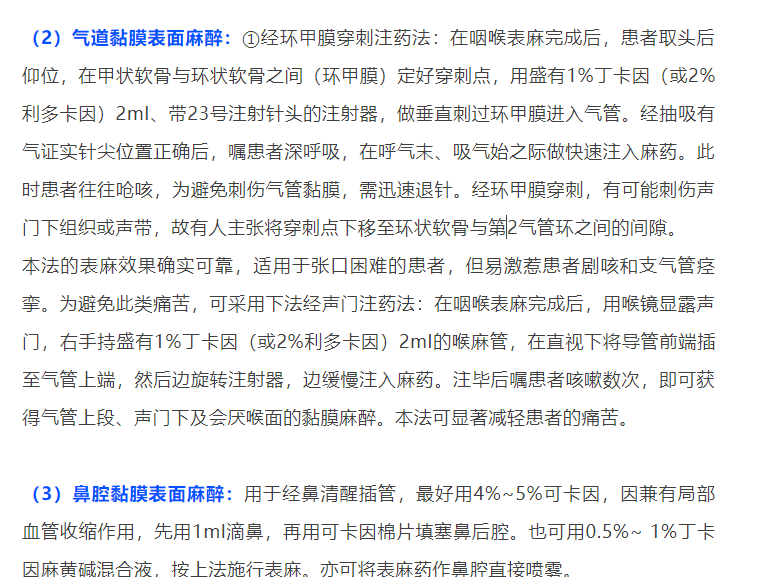 （2）气道黏膜表面麻醉：①经环甲膜穿刺注药法：在咽喉表麻完成后，患者取头后
仰位，在甲状软骨与环状软骨之间（环甲膜）定好穿刺点，用盛有1%丁卡因（或2%
利多卡因）2ml、带23号注射针头的注射器，做垂直刺过环甲膜进入气管。经抽吸有
气证实针尖位置正确后，嘱患者深呼吸，在呼气末、吸气始之际做快速注入麻药。此
时患者往往呛咳，为避免刺伤气管黏膜，需迅速退针。经环甲膜穿刺，有可能刺伤声
门下组织或声带，故有人主张将穿刺点下移至环状软骨与第2气管环之间的间隙。
本法的表麻效果确实可靠，适用于张口困难的患者，但易激惹患者剧咳和支气管痉
挛。为避免此类痛苦，可采用下法经声门注药法：在咽喉表麻完成后，用喉镜显露声
门，右手持盛有1%丁卡因（或2%利多卡因）2ml的喉麻管，在直视下将导管前端插
至气管上端，然后边旋转注射器，边缓慢注入麻药。注毕后嘱患者咳嗽数次，即可获
得气管上段、声门下及会厌喉面的黏膜麻醉。本法可显著减轻患者的痛苦。
（3）鼻腔黏膜表面麻醉：用于经鼻清醒插管，最好用4%~5%可卡因，因兼有局部
血管收缩作用，先用1ml滴鼻，再用可卡因棉片填塞鼻后腔。也可用0.5%~ 1%丁卡
因麻黄碱混合液，按上法施行表麻。亦可将表麻药作鼻腔直接喷雾。